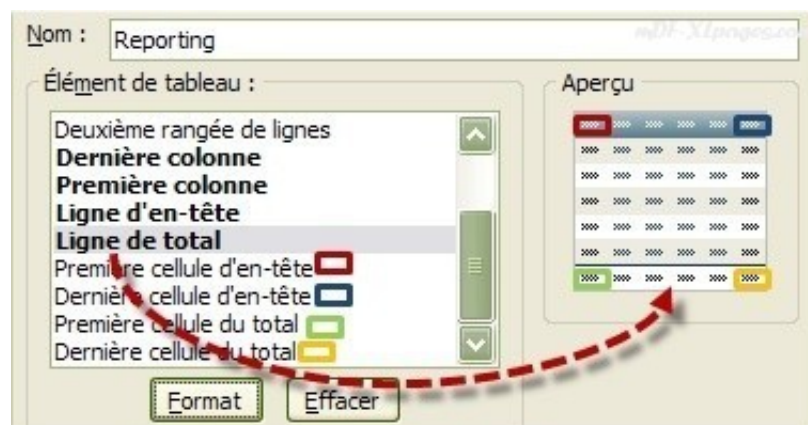 mDF-XLpages.com
Nom :
Reporting
Élément de tableau :
Aperçu
Deuxième rangée de lignes
Dernière colonne
Première colonne
Ligne d'en-tête
Ligne de total
Première cellule d'en-tête
Dernière cellule d'en-tête
Première cellule du total
Dernière cellule du total
Format
Effacer